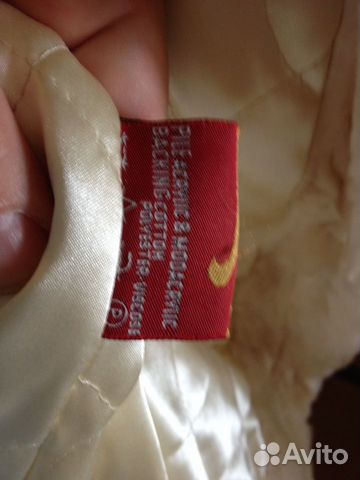 PILE ACRYLIC & MODACRYLIC
BACKING COTTON
POLYESTER VISCOSE
P
Avito